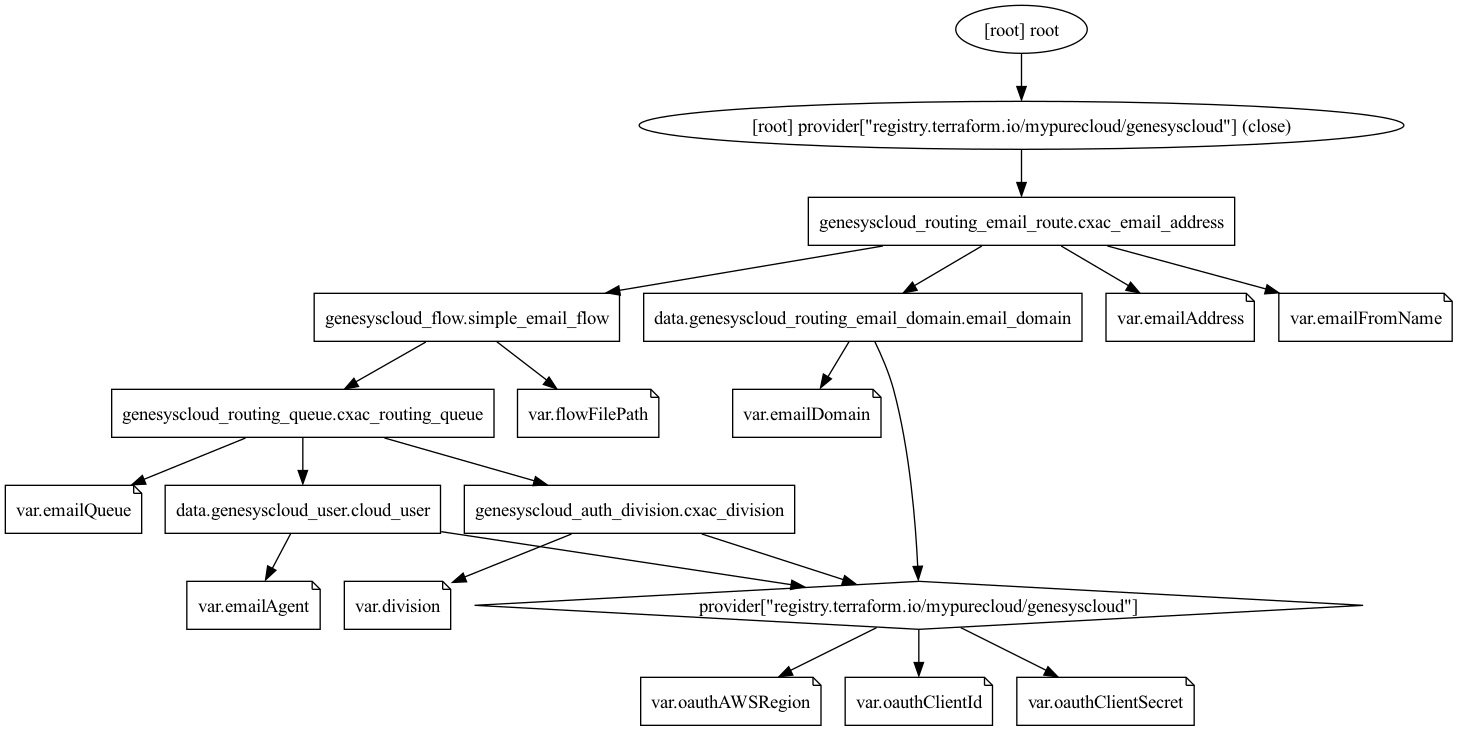 [root] root
[root] provider["registry.terraform.io/mypurecloud/genesyscloud"] (close)
genesyscloud_routing_email_route.cxac_email_address
genesyscloud_flow.simple_email_flow
data.genesyscloud_routing_email_domain.email_domain
var.emailAddress
var.emailFromName
genesyscloud_routing_queue.cxac_routing_queue
var.flowFilePath
var.emailDomain
var.emailQueue
data.genesyscloud_user.cloud_user
genesyscloud_auth_division.cxac_division
var.emailAgent
var.division
provider["registry.terraform.io/mypurecloud/genesyscloud"]
var.oauthAWSRegion
var.oauthClientId
var.oauthClientSecret